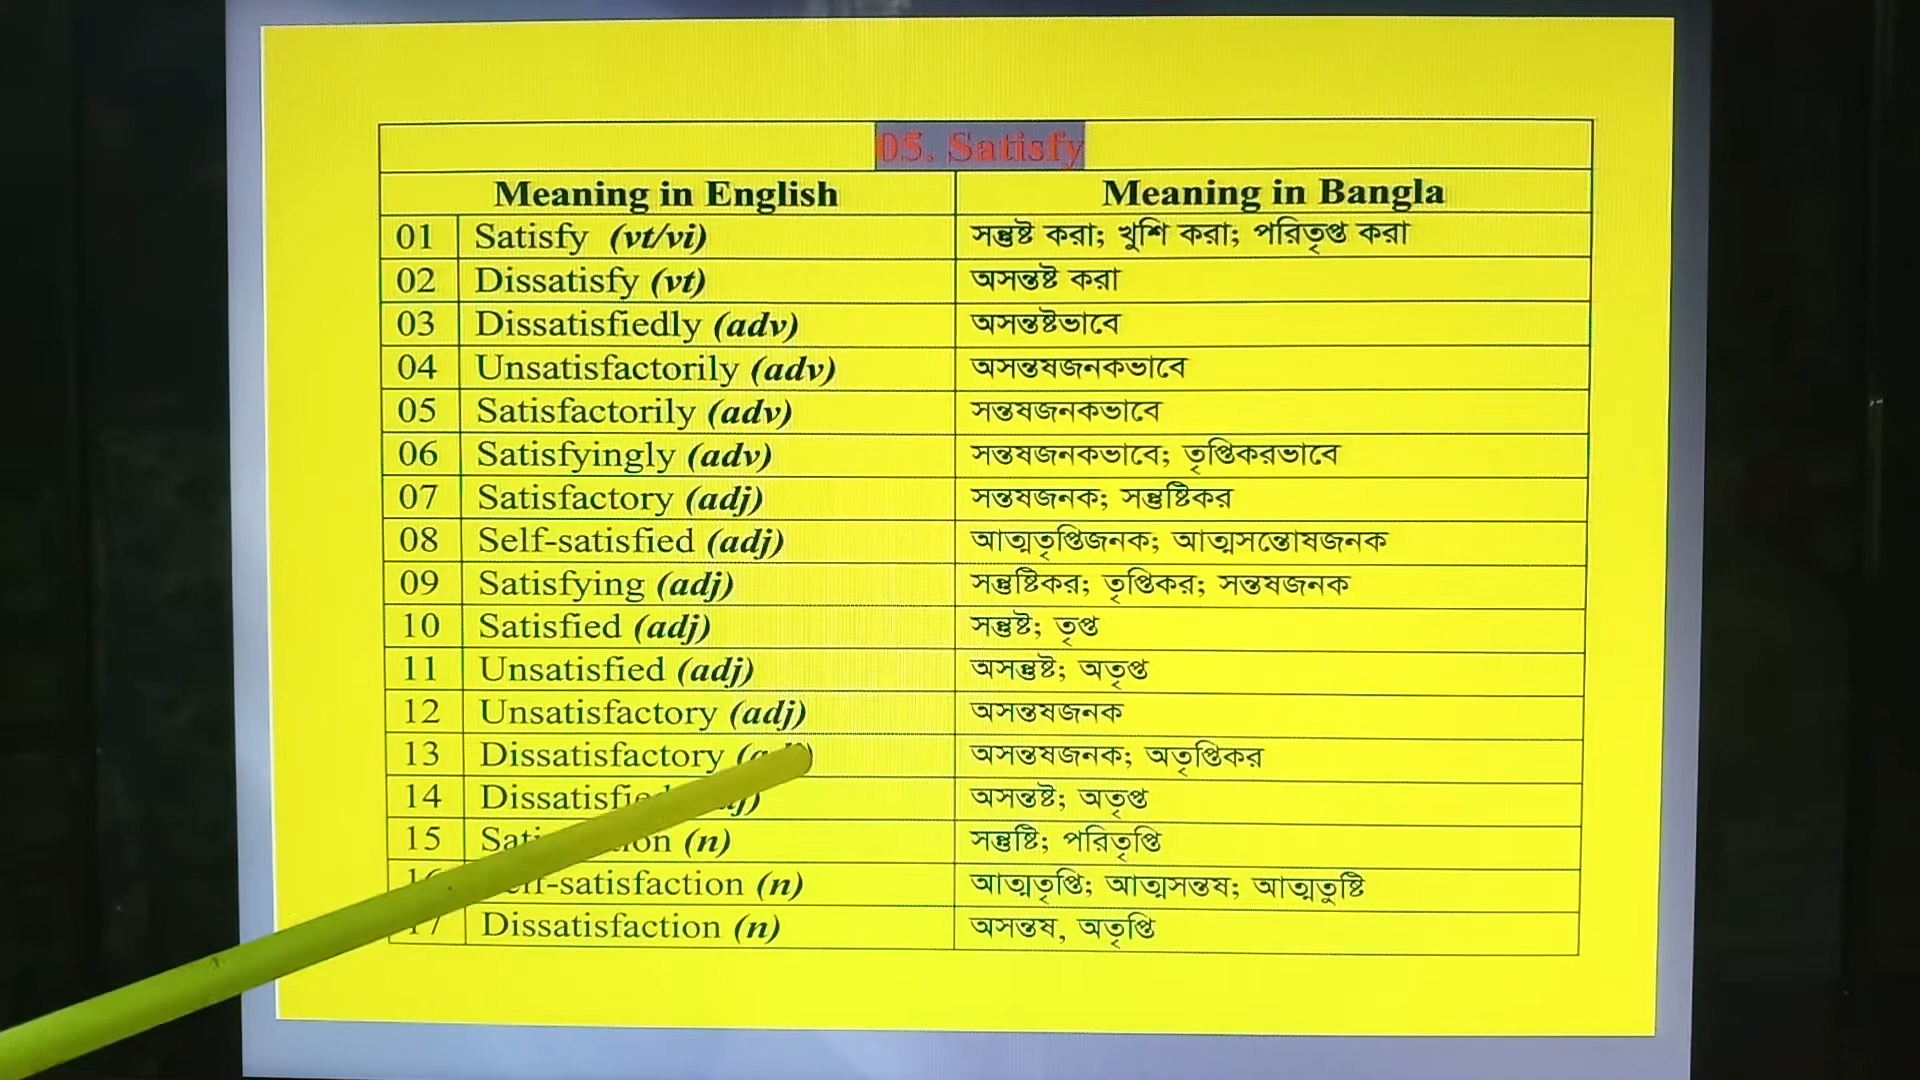 05. Satisfy
Meaning in English Meaning in Bangla
01 Satisfy (vt/vi) সন্তুষ্ট করা; খুশি করা; পরিতৃপ্ত করা
02 Dissatisfy (vt) অসন্তষ্ট করা
03 Dissatisfiedly (adv) অসন্তষ্টভাবে
04 Unsatisfactorily (adv) অসন্তষজনকভাবে
05 Satisfactorily (adv) সন্তষজনকভাবে
06 Satisfyingly (adv) সন্তষজনকভাবে; তৃপ্তিকরভাবে
07 Satisfactory (adj) সন্তষজনক; সন্তুষ্টিকর
08 Self-satisfied (adj) আত্মতৃপ্তিজনক; আত্মসন্তোষজনক
09 Satisfying (adj) সন্তুষ্টিকর; তৃপ্তিকর; সন্তষজনক
10 Satisfied (adj) সন্তুষ্ট; তৃপ্ত
11 Unsatisfied (adj) অসন্তুষ্ট; অতৃপ্ত
12 Unsatisfactory (adj) অসন্তষজনক
13 Dissatisfactory অসন্তষজনক; অতৃপ্তিকর
14 অসন্তষ্ট; অতৃপ্ত
15 (n) সন্তুষ্টি; পরিতৃপ্তি
-satisfaction (n) আত্মতৃপ্তি; আত্মসন্তষ; আত্মতুষ্টি
Dissatisfaction (n) অসন্তষ, অতৃপ্তি